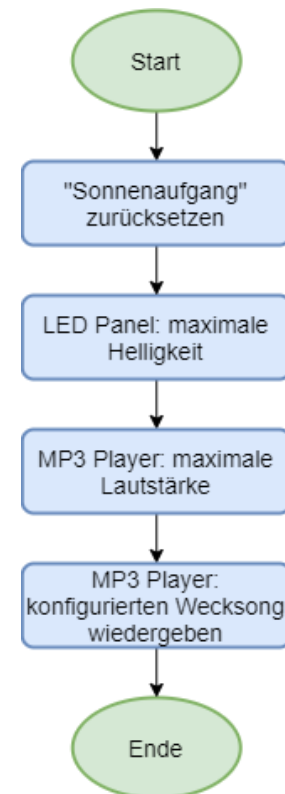 Start
"Sonnenaufgang"
zurücksetzen
LED Panel: maximale
Helligkeit
MP3 Player: maximale
Lautstärke
MP3 Player:
konfigurierten Wecksong
wiedergeben
Ende